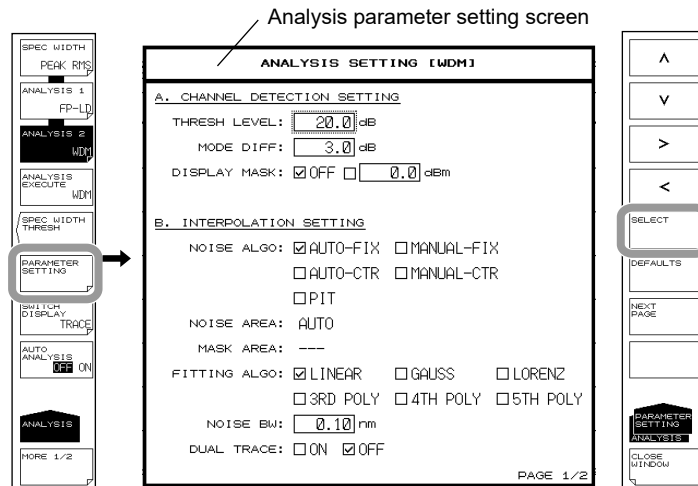 Analysis parameter setting screen
SPEC WIDTH
PEAK RMS
ANALYSIS 1
FP-LD
ANALYSIS 2
WDM
ANALYSIS
EXECUTE
WDM
SPEC WIDTH
THRESH
PARAMETER
SETTING
SWITCH
DISPLAY
TRACE
AUTO
ANALYSIS
OFF ON
ANALYSIS
MORE 1/2
ANALYSIS SETTING [WDM]
A. CHANNEL DETECTION SETTING
THRESH LEVEL: 20.0 dB
MODE DIFF: 3.0 dB
DISPLAY MASK: ☑OFF ☐ 0.0 dBm
B. INTERPOLATION SETTING
NOISE ALGO: ☑AUTO-FIX ☐MANUAL-FIX
☐AUTO-CTR ☐MANUAL-CTR
☐PIT
NOISE AREA: AUTO
MASK AREA: ---
FITTING ALGO: ☑LINEAR ☐GAUSS ☐LORENZ
☐3RD POLY ☐4TH POLY ☐5TH POLY
NOISE BW: 0.10 nm
DUAL TRACE: ☐ON ☑OFF
PAGE 1/2
SELECT
DEFAULTS
NEXT
PAGE
PARAMETER
SETTING
ANALYSIS
CLOSE
WINDOW